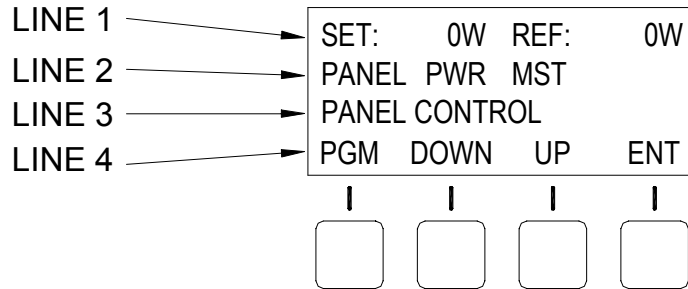 LINE 1
LINE 2
LINE 3
LINE 4
SET: 0W REF: 0W
PANEL PWR MST
PANEL CONTROL
PGM DOWN UP ENT